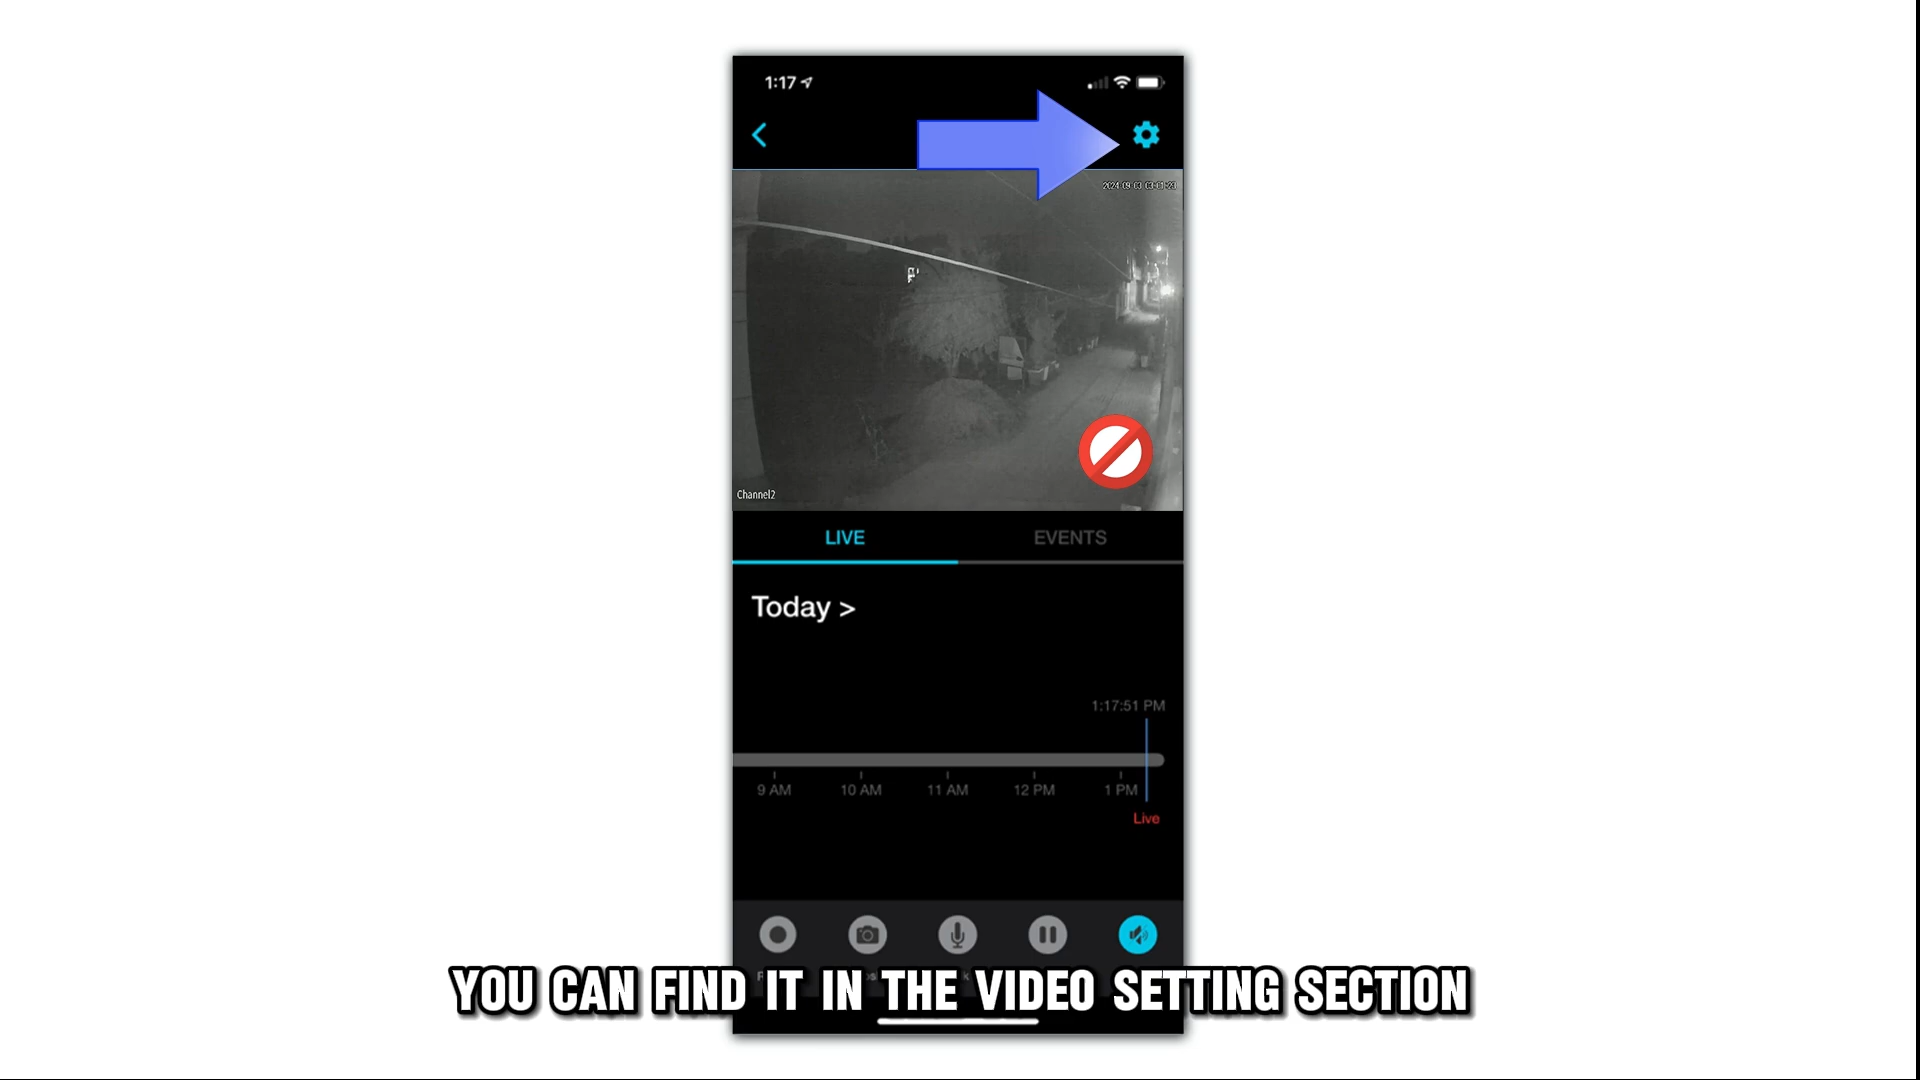 1:17
Channel2
LIVE
EVENTS
Today >
1:17:51 PM
9 AM
10 AM
11 AM
12 PM
1 PM
Live
YOU CAN FIND IT IN THE VIDEO SETTING SECTION